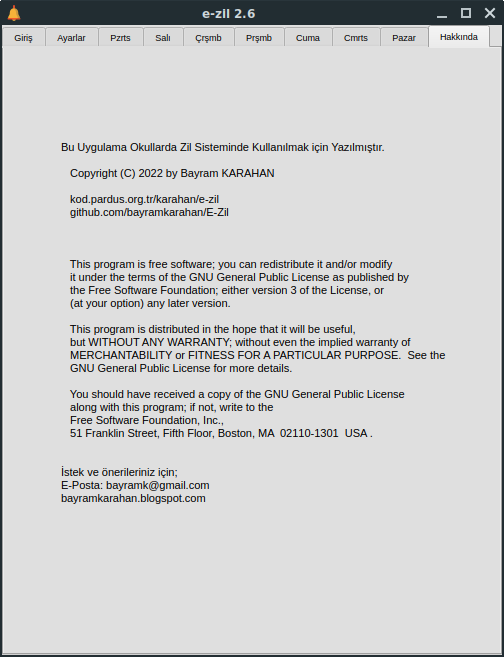 e-zil 2.6
Giriş Ayarlar Pzrts Salı Çrşmb Prşmb Cuma Cmrts Pazar Hakkında
Bu Uygulama Okullarda Zil Sisteminde Kullanılmak için Yazılmıştır.
Copyright (C) 2022 by Bayram KARAHAN
kod.pardus.org.tr/karahan/e-zil
github.com/bayramkarahan/E-Zil
This program is free software; you can redistribute it and/or modify
it under the terms of the GNU General Public License as published by
the Free Software Foundation; either version 3 of the License, or
(at your option) any later version.
This program is distributed in the hope that it will be useful,
but WITHOUT ANY WARRANTY; without even the implied warranty of
MERCHANTABILITY or FITNESS FOR A PARTICULAR PURPOSE.  See the
GNU General Public License for more details.
You should have received a copy of the GNU General Public License
along with this program; if not, write to the
Free Software Foundation, Inc.,
51 Franklin Street, Fifth Floor, Boston, MA  02110-1301  USA .
İstek ve önerileriniz için;
E-Posta: bayramk@gmail.com
bayramkarahan.blogspot.com